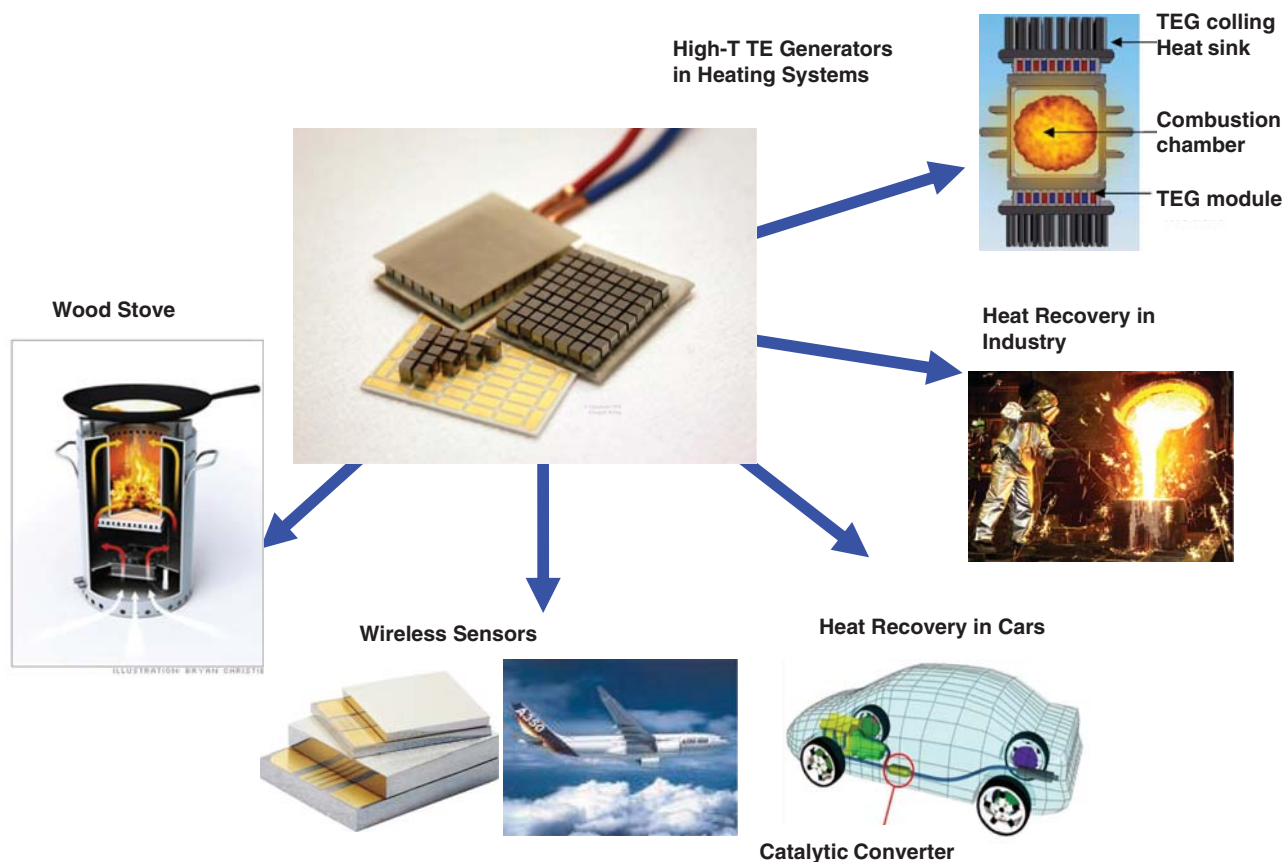 High-T TE Generators
in Heating Systems
TEG colling
Heat sink
Combustion
chamber
TEG module
Wood Stove
Heat Recovery in
Industry
ILLUSTRATION: BRYAN CHRISTIE
Wireless Sensors
A350
Heat Recovery in Cars
Catalytic Converter